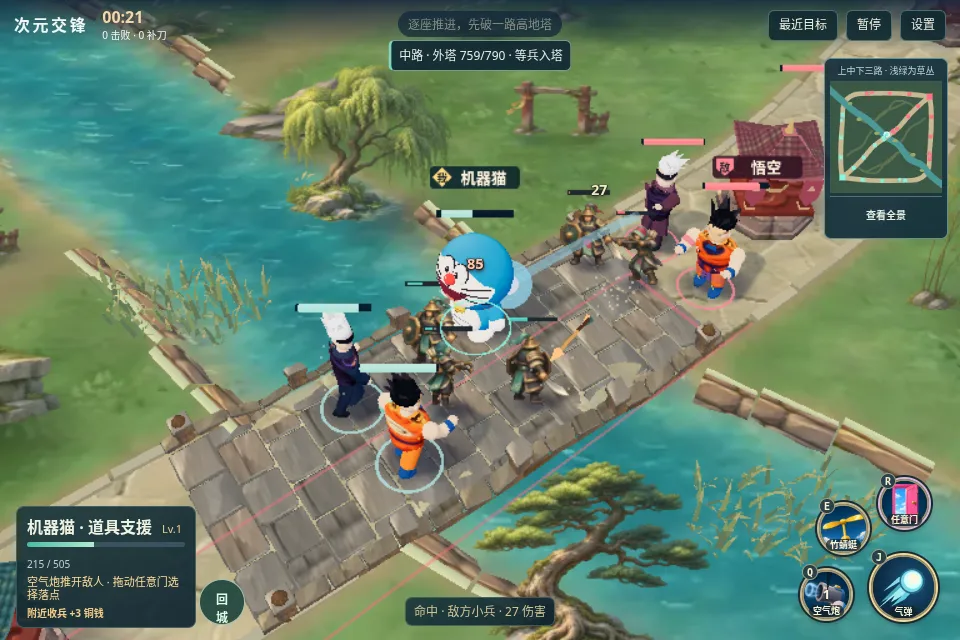 次元交锋
00:21
0 击败 · 0 补刀
逐座推进，先破一路高地塔
中路 · 外塔 759/790 · 等兵入塔
最近目标
暂停
设置
上中下三路 · 浅绿为草丛
查看全景
我 机器猫
敌 悟空
27
85
机器猫 · 道具支援 Lv.1
215 / 505
空气炮推开敌人 · 拖动任意门选
择落点
附近收兵 +3 铜钱
回
城
命中 · 敌方小兵 · 27 伤害
R
任意门
E
竹蜻蜓
Q
1
空气炮
J
气弹